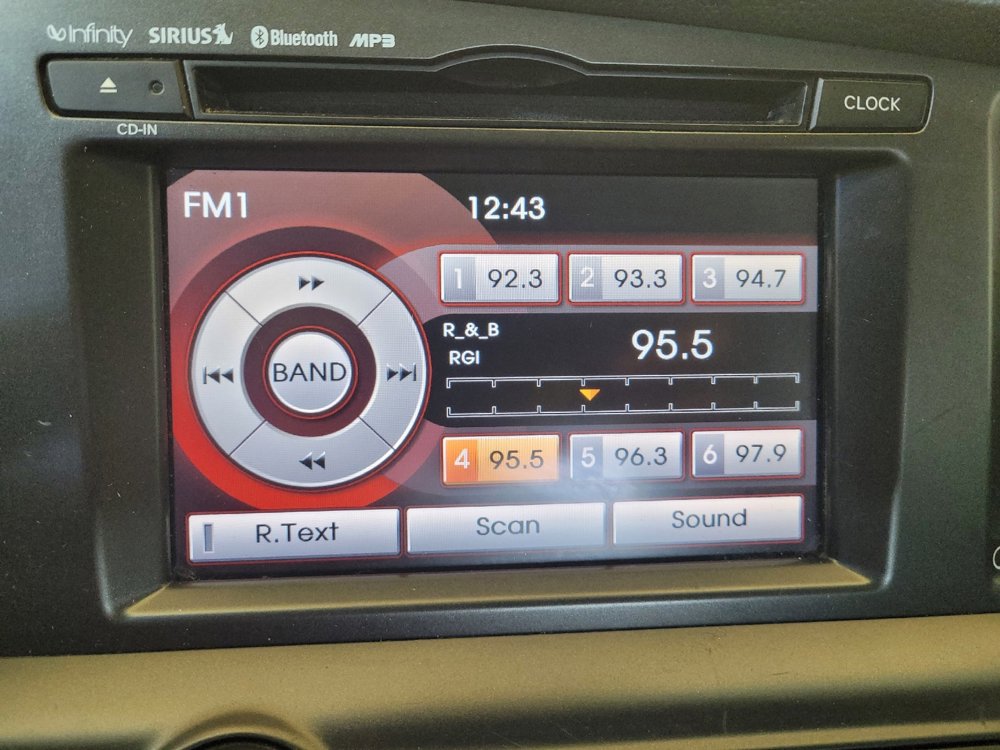 Infinity SIRIUS Bluetooth MP3
CD-IN
CLOCK
FM1
12:43
1 92.3
2 93.3
3 94.7
BAND
R_&_B
RGI
95.5
4 95.5
5 96.3
6 97.9
R.Text
Scan
Sound